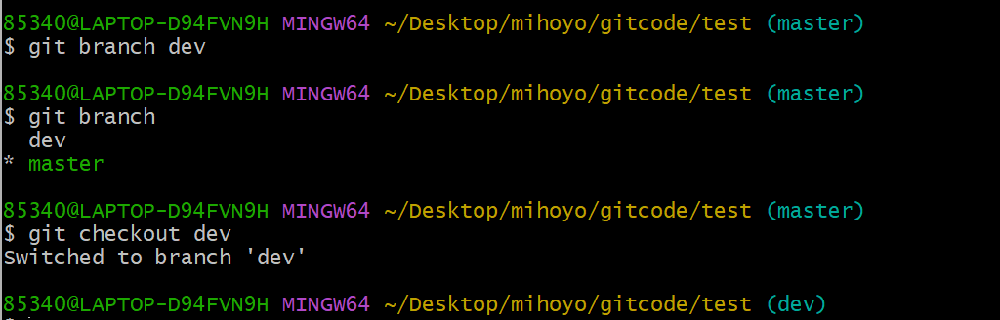 85340@LAPTOP-D94FVN9H MINGW64 ~/Desktop/mihoyo/gitcode/test (master)
$ git branch dev
85340@LAPTOP-D94FVN9H MINGW64 ~/Desktop/mihoyo/gitcode/test (master)
$ git branch
  dev
* master
85340@LAPTOP-D94FVN9H MINGW64 ~/Desktop/mihoyo/gitcode/test (master)
$ git checkout dev
Switched to branch 'dev'
85340@LAPTOP-D94FVN9H MINGW64 ~/Desktop/mihoyo/gitcode/test (dev)